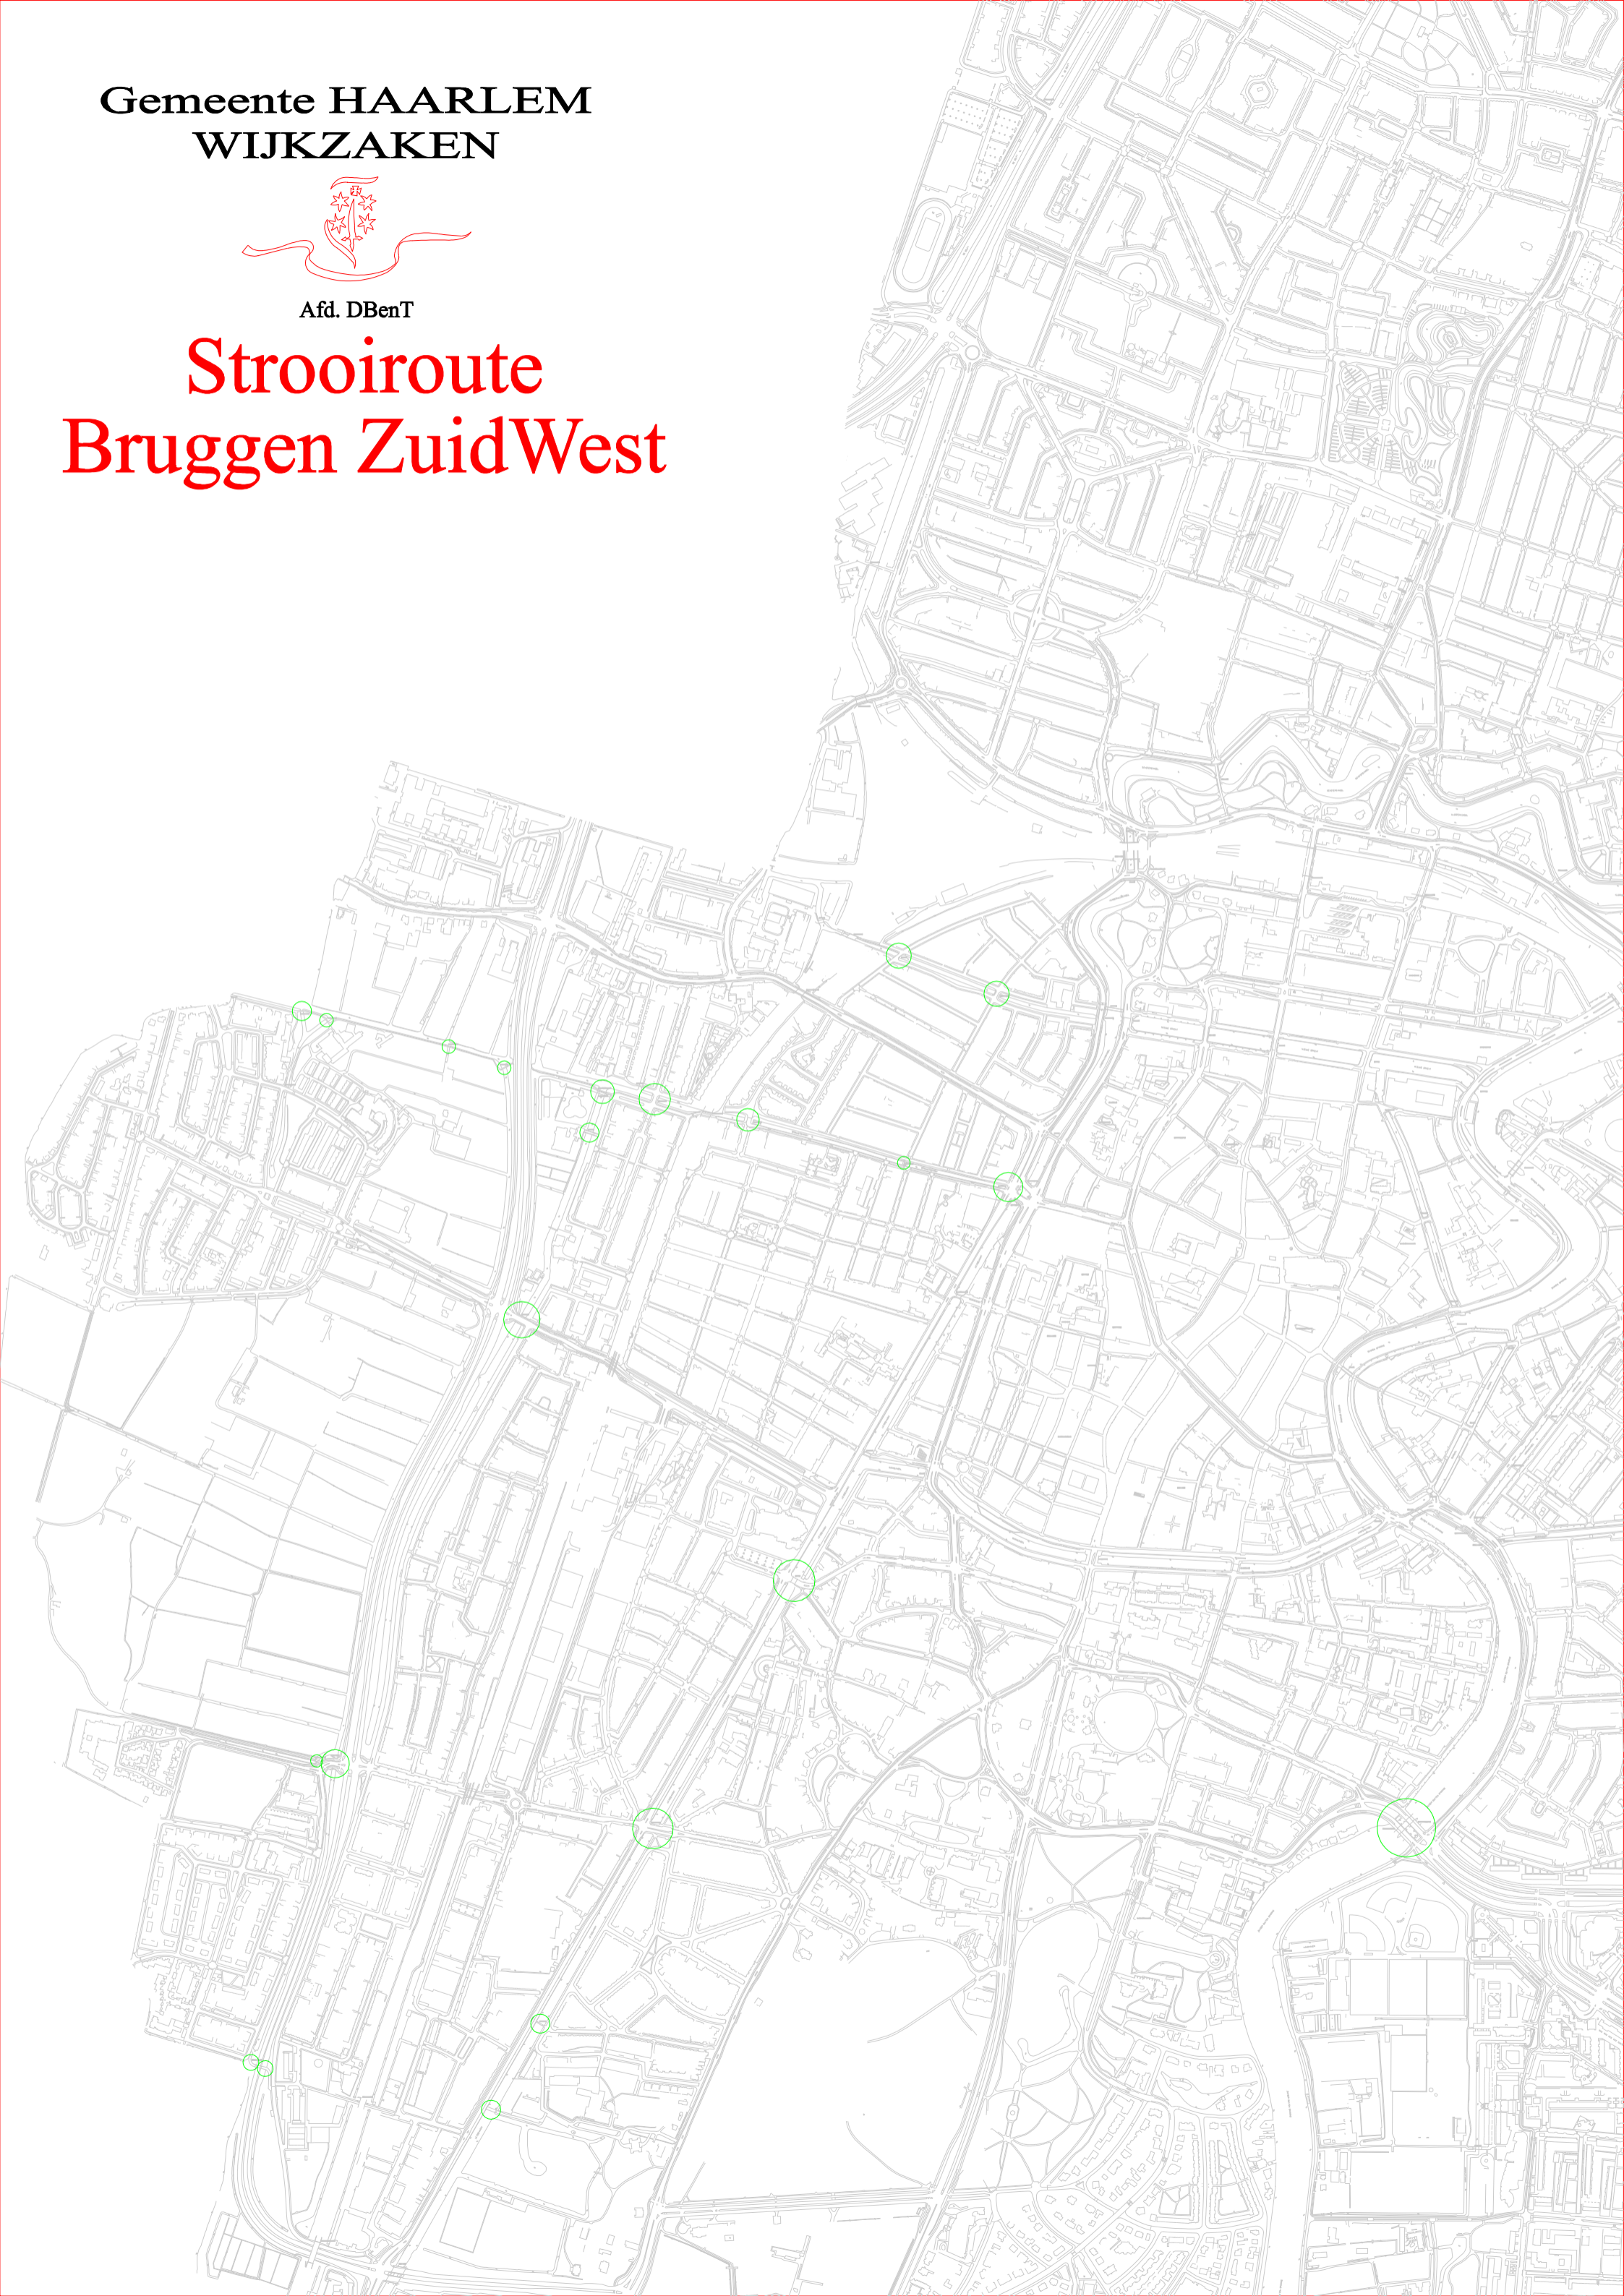 Gemeente HAARLEM
WIJKZAKEN
Afd. DBenT
Strooiroute
Bruggen ZuidWest